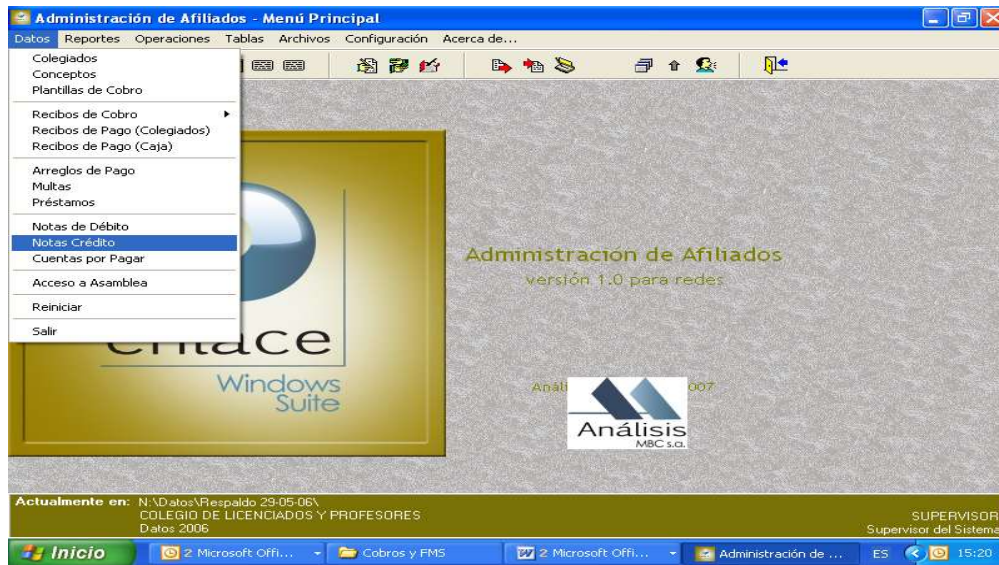 Administración de Afiliados - Menú Principal
Datos Reportes Operaciones Tablas Archivos Configuración Acerca de...
Colegiados
Conceptos
Plantillas de Cobro
Recibos de Cobro
Recibos de Pago (Colegiados)
Recibos de Pago (Caja)
Arreglos de Pago
Multas
Préstamos
Notas de Débito
Notas Crédito
Cuentas por Pagar
Acceso a Asamblea
Reiniciar
Salir
enlace
Windows
Suite
Administración de Afiliados
versión 1.0 para redes
Análi 007
Análisis
MBC s.a.
Actualmente en: N:\Datos\Respaldo 29-05-06\
COLEGIO DE LICENCIADOS Y PROFESORES
Datos 2006
SUPERVISOR
Supervisor del Sistema
Inicio 2 Microsoft Offi... Cobros y FMS 2 Microsoft Offi... Administración de ... ES 15:20